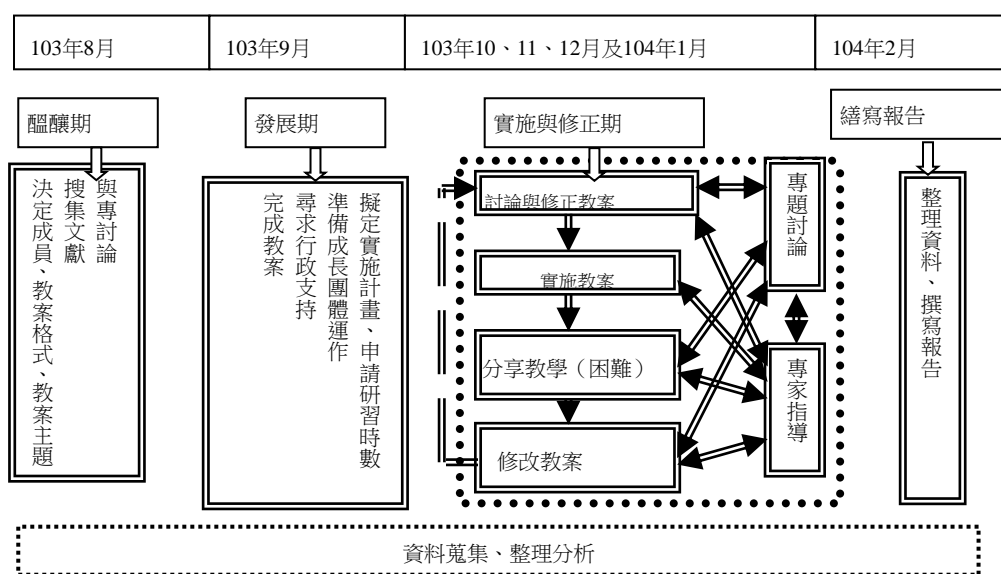 103年8月
103年9月
103年10、11、12月及104年1月
104年2月
醞釀期
發展期
實施與修正期
繕寫報告
與專討論
搜集文獻
決定成員、教案格式、教案主題
擬定實施計畫、申請研習時數
準備成長團體運作
尋求行政支持
完成教案
討論與修正教案
實施教案
分享教學（困難）
修改教案
專題討論
專家指導
整理資料、撰寫報告
資料蒐集、整理分析